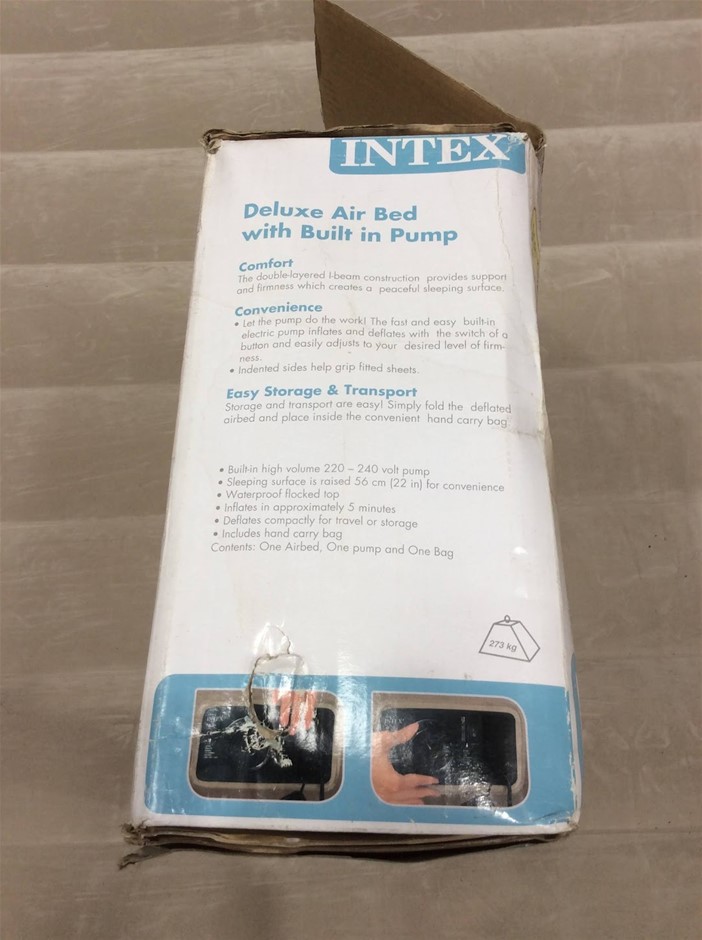 INTEX
Deluxe Air Bed
with Built in Pump
Comfort
The double-layered I-beam construction provides support
and firmness which creates a peaceful sleeping surface.
Convenience
• Let the pump do the work! The fast and easy built-in
electric pump inflates and deflates with the switch of a
button and easily adjusts to your desired level of firm-
ness.
• Indented sides help grip fitted sheets.
Easy Storage & Transport
Storage and transport are easy! Simply fold the deflated
airbed and place inside the convenient hand carry bag
• Built-in high volume 220 – 240 volt pump
• Sleeping surface is raised 56 cm (22 in) for convenience
• Waterproof flocked top
• Inflates in approximately 5 minutes
• Deflates compactly for travel or storage
• Includes hand carry bag
Contents: One Airbed, One pump and One Bag
273 kg
INTEX